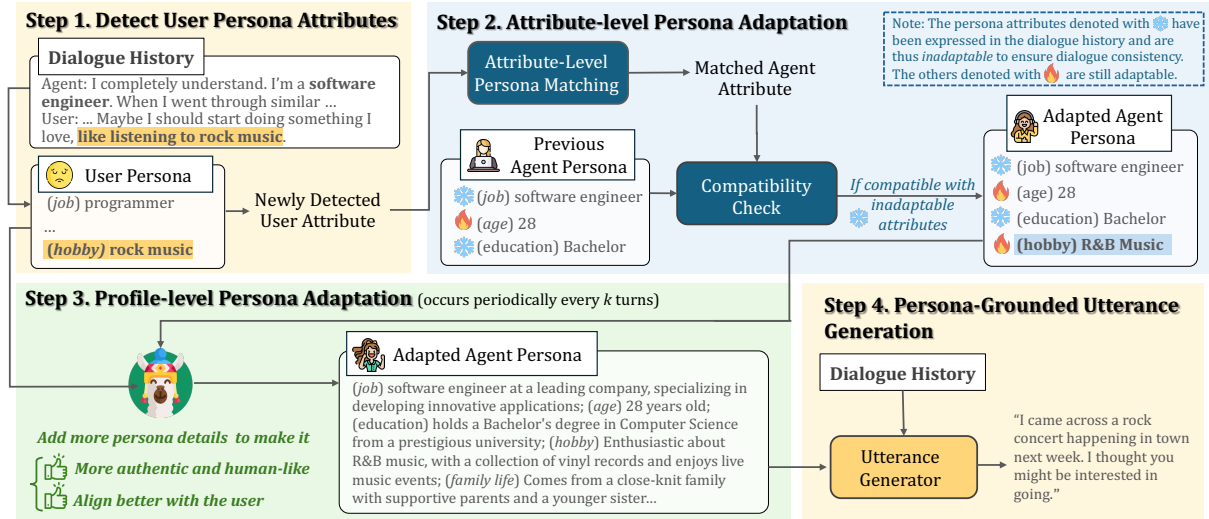 Step 1. Detect User Persona Attributes
Dialogue History
Agent: I completely understand. I'm a software
engineer. When I went through similar ...
User: ... Maybe I should start doing something I
love, like listening to rock music.
User Persona
(job) programmer
...
(hobby) rock music
Newly Detected
User Attribute
Step 2. Attribute-level Persona Adaptation
Note: The persona attributes denoted with have
been expressed in the dialogue history and are
thus inadaptable to ensure dialogue consistency.
The others denoted with are still adaptable.
Attribute-Level
Persona Matching
Matched Agent
Attribute
Previous
Agent Persona
(job) software engineer
(age) 28
(education) Bachelor
Compatibility
Check
If compatible with
inadaptable
attributes
Adapted Agent
Persona
(job) software engineer
(age) 28
(education) Bachelor
(hobby) R&B Music
Step 3. Profile-level Persona Adaptation (occurs periodically every k turns)
Add more persona details to make it
More authentic and human-like
Align better with the user
Adapted Agent Persona
(job) software engineer at a leading company, specializing in
developing innovative applications; (age) 28 years old;
(education) holds a Bachelor's degree in Computer Science
from a prestigious university; (hobby) Enthusiastic about
R&B music, with a collection of vinyl records and enjoys live
music events; (family life) Comes from a close-knit family
with supportive parents and a younger sister...
Step 4. Persona-Grounded Utterance
Generation
Dialogue History
Utterance
Generator
"I came across a rock
concert happening in town
next week. I thought you
might be interested in
going."